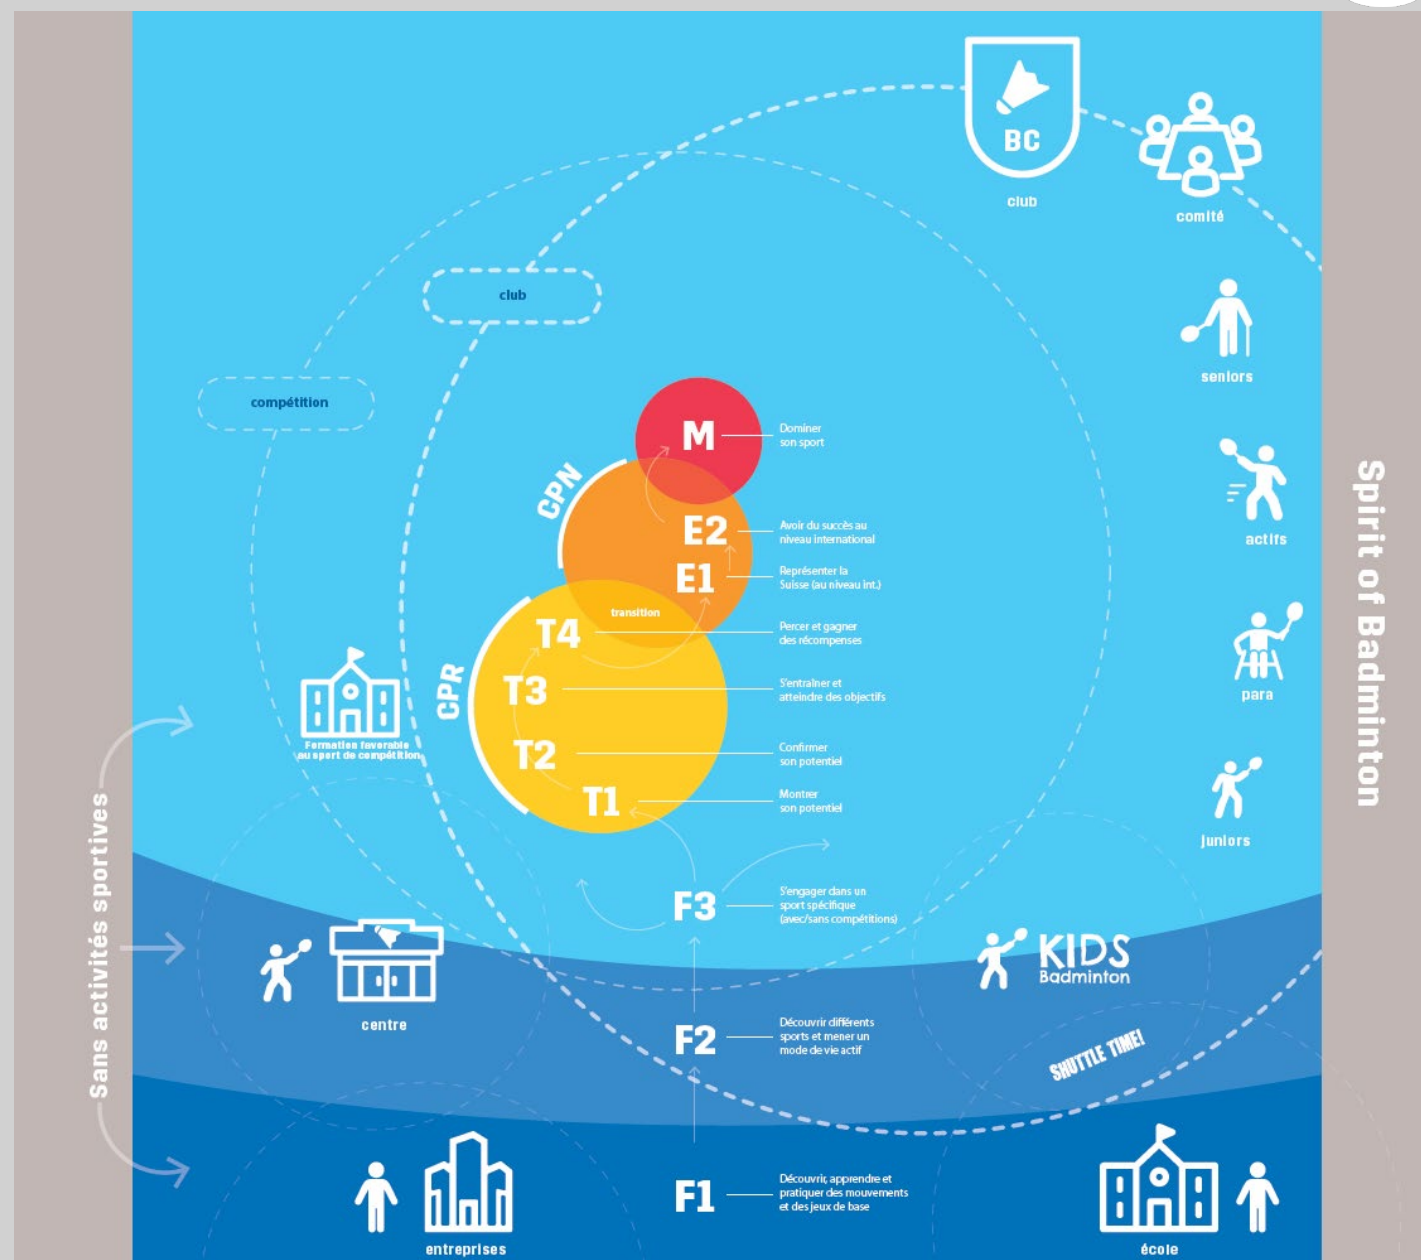 BC
club
comité
club
seniors
compétition
M
Dominer
son sport
CPN
E2
Avoir du succès au
niveau international
actifs
E1
Représenter la
Suisse (au niveau int.)
transition
T4
Percer et gagner
des récompenses
CPR
T3
S'entraîner et
atteindre des objectifs
para
Formation favorable
au sport de compétition
T2
Confirmer
son potentiel
T1
Montrer
son potentiel
juniors
F3
S'engager dans un
sport spécifique
(avec/sans compétitions)
KIDS
Badminton
centre
F2
Découvrir différents
sports et mener un
mode de vie actif
SHUTTLE TIME!
F1
Découvrir, apprendre et
pratiquer des mouvements
et des jeux de base
entreprises
école
Sans activités sportives
Spirit of Badminton